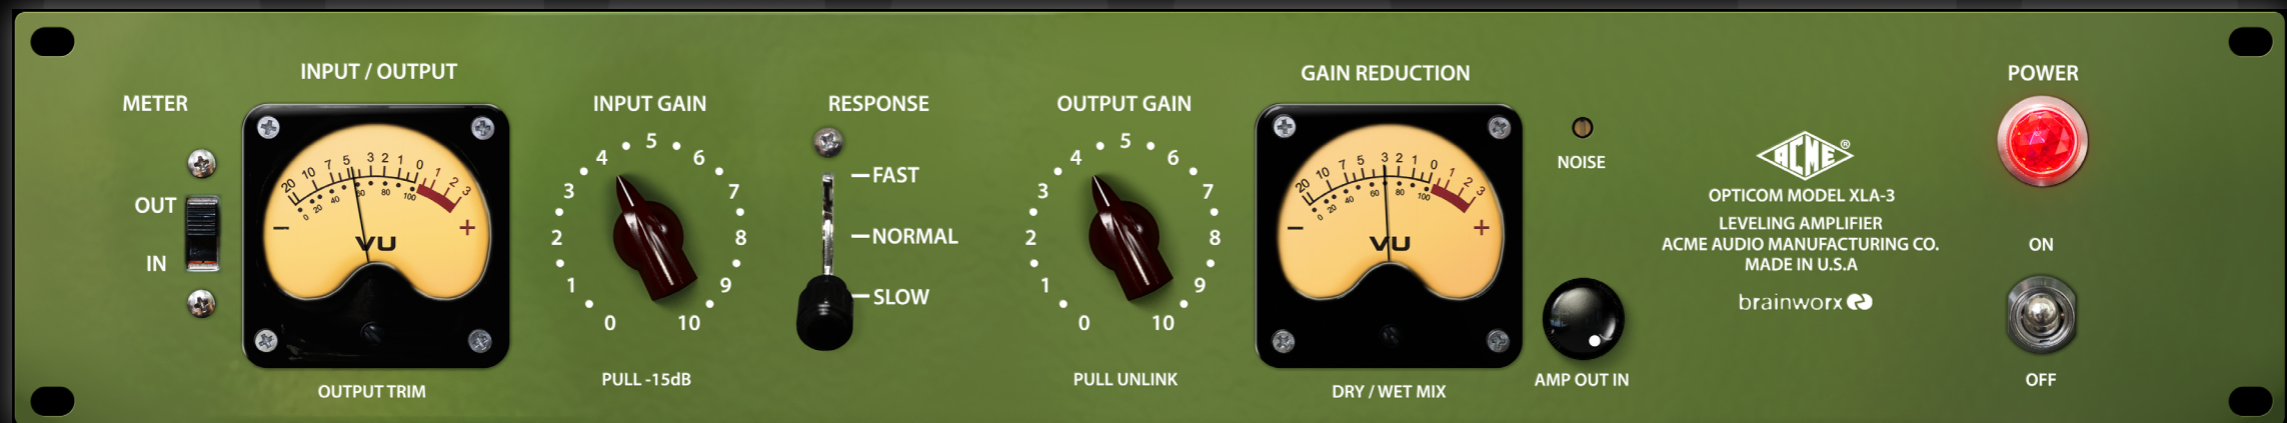 METER
OUT
IN
INPUT / OUTPUT
20 10 7 5 3 2 1 0 1 2 3
0 20 40 60 80 100
- +
VU
OUTPUT TRIM
INPUT GAIN
0 1 2 3 4 5 6 7 8 9 10
PULL -15dB
RESPONSE
FAST
NORMAL
SLOW
OUTPUT GAIN
0 1 2 3 4 5 6 7 8 9 10
PULL UNLINK
GAIN REDUCTION
20 10 7 5 3 2 1 0 1 2 3
0 20 40 60 80 100
- +
VU
DRY / WET MIX
NOISE
AMP OUT IN
ACME®
OPTICOM MODEL XLA-3
LEVELING AMPLIFIER
ACME AUDIO MANUFACTURING CO.
MADE IN U.S.A
brainworx
POWER
ON
OFF